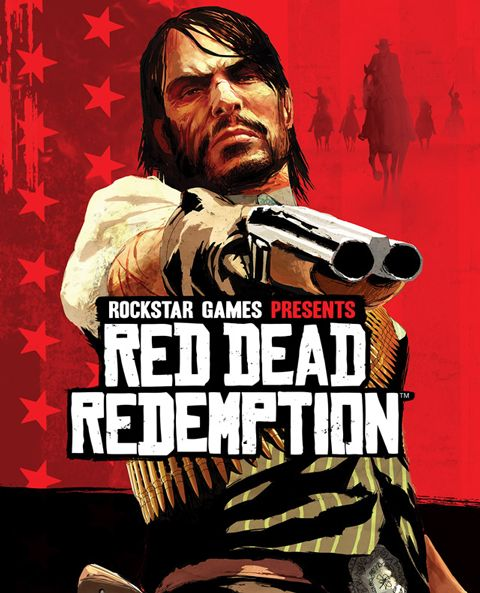 ROCKSTAR GAMES PRESENTS
RED DEAD
REDEMPTION™